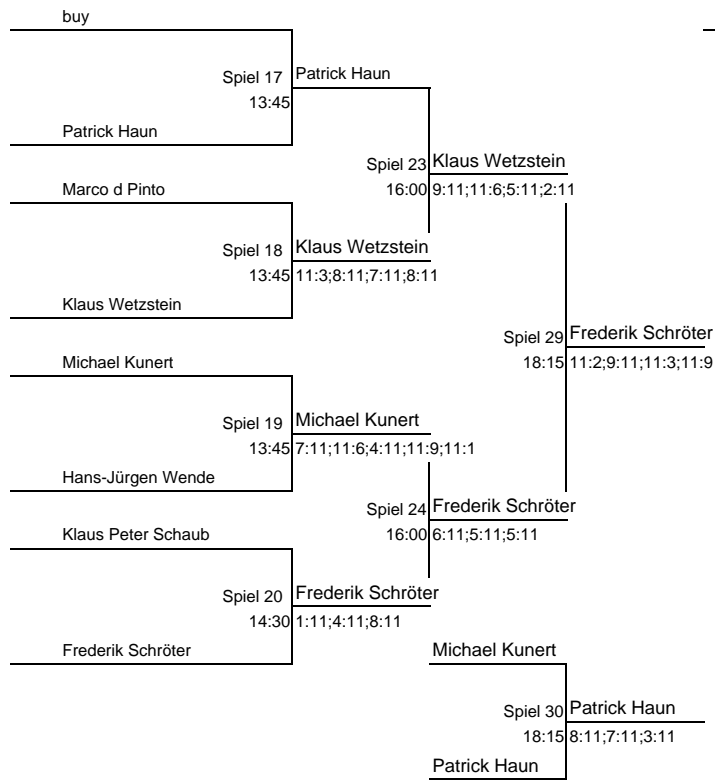 buy
Spiel 17 Patrick Haun
13:45
Patrick Haun
Spiel 23 Klaus Wetzstein
16:00 9:11;11:6;5:11;2:11
Marco d Pinto
Spiel 18 Klaus Wetzstein
13:45 11:3;8:11;7:11;8:11
Klaus Wetzstein
Spiel 29 Frederik Schröter
18:15 11:2;9:11;11:3;11:9
Michael Kunert
Spiel 19 Michael Kunert
13:45 7:11;11:6;4:11;11:9;11:1
Hans-Jürgen Wende
Spiel 24 Frederik Schröter
16:00 6:11;5:11;5:11
Klaus Peter Schaub
Spiel 20 Frederik Schröter
14:30 1:11;4:11;8:11
Frederik Schröter
Michael Kunert
Spiel 30 Patrick Haun
18:15 8:11;7:11;3:11
Patrick Haun